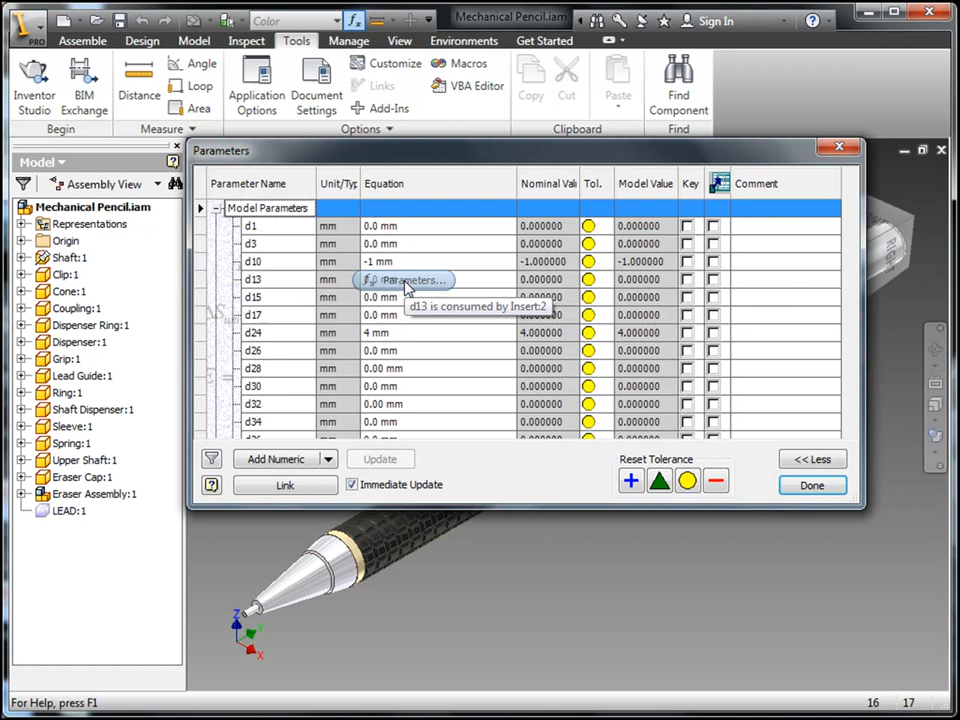 PRO
Color
Mechanical Pencil.iam
Sign In
Assemble Design Model Inspect Tools Manage View Environments Get Started
Inventor Studio
BIM Exchange
Distance
Angle
Loop
Area
Application Options
Document Settings
Customize
Links
Add-Ins
Macros
VBA Editor
Copy
Cut
Paste
Find Component
Begin Measure Options Clipboard Find
Model
Assembly View
Mechanical Pencil.iam
Representations
Origin
Shaft:1
Clip:1
Cone:1
Coupling:1
Dispenser Ring:1
Dispenser:1
Grip:1
Lead Guide:1
Ring:1
Shaft Dispenser:1
Sleeve:1
Spring:1
Upper Shaft:1
Eraser Cap:1
Eraser Assembly:1
LEAD:1
Parameters
Parameter Name Unit/Typ Equation Nominal Valu Tol. Model Value Key Comment
Model Parameters
d1 mm 0.0 mm 0.000000 0.000000
d3 mm 0.0 mm 0.000000 0.000000
d10 mm -1 mm -1.000000 -1.000000
d13 mm Parameters... 0.000000 0.000000
d15 mm 0.0 mm 0.000000 0.000000
d13 is consumed by Insert:2
d17 mm 0.0 mm 0.000000 0.000000
d24 mm 4 mm 4.000000 4.000000
d26 mm 0.0 mm 0.000000 0.000000
d28 mm 0.00 mm 0.000000 0.000000
d30 mm 0.0 mm 0.000000 0.000000
d32 mm 0.00 mm 0.000000 0.000000
d34 mm 0.0 mm 0.000000 0.000000
Add Numeric Update Reset Tolerance << Less
Link Immediate Update Done
RIGHT
Z
Y
X
For Help, press F1
16 17